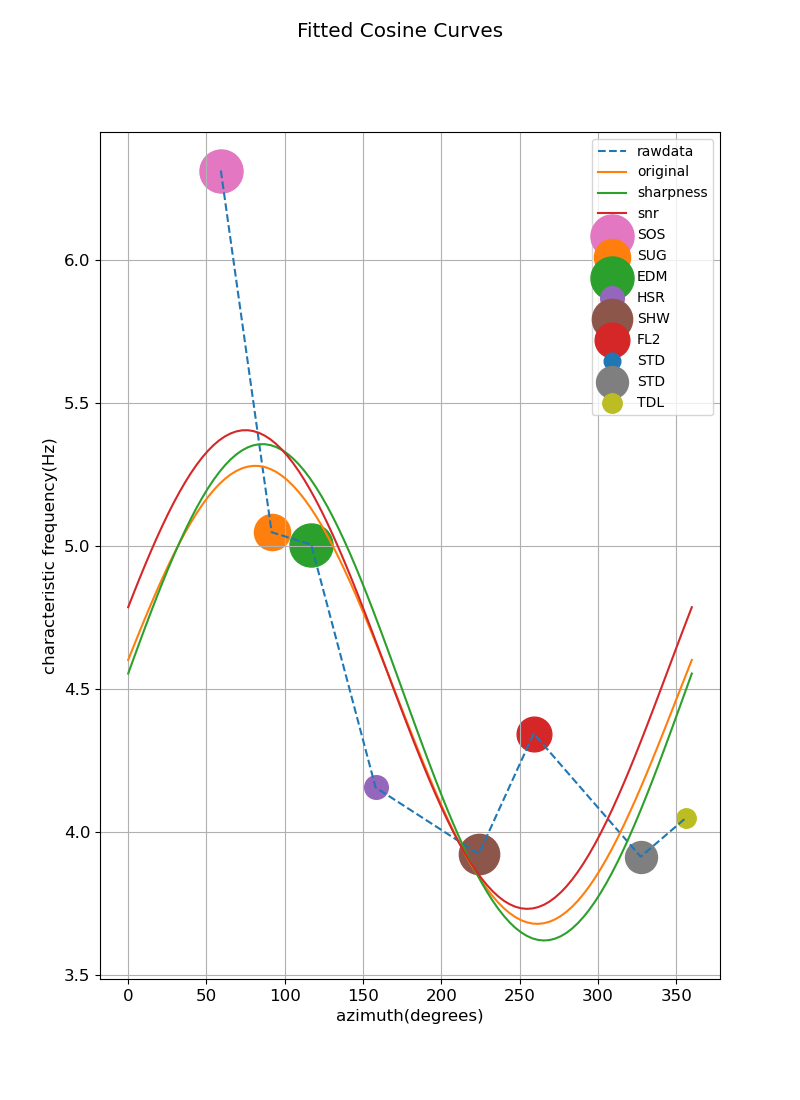 Fitted Cosine Curves
rawdata
original
sharpness
snr
SOS
SUG
EDM
HSR
SHW
FL2
STD
STD
TDL
6.0
5.5
5.0
4.5
4.0
3.5
characteristic frequency(Hz)
0 50 100 150 200 250 300 350
azimuth(degrees)